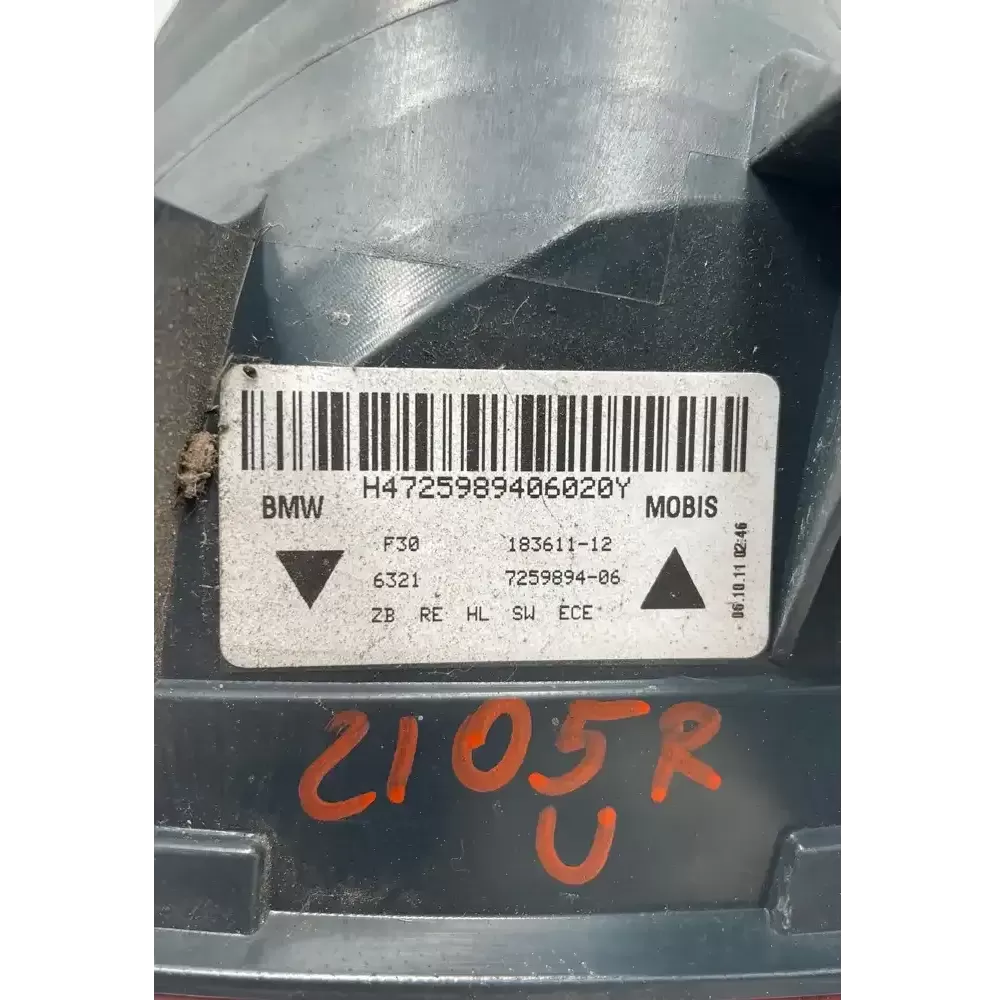 H4725989406020Y
BMW MOBIS
F30 183611-12
6321 7259894-06
ZB RE HL SW ECE
06.10.11 02:46
2105R
U